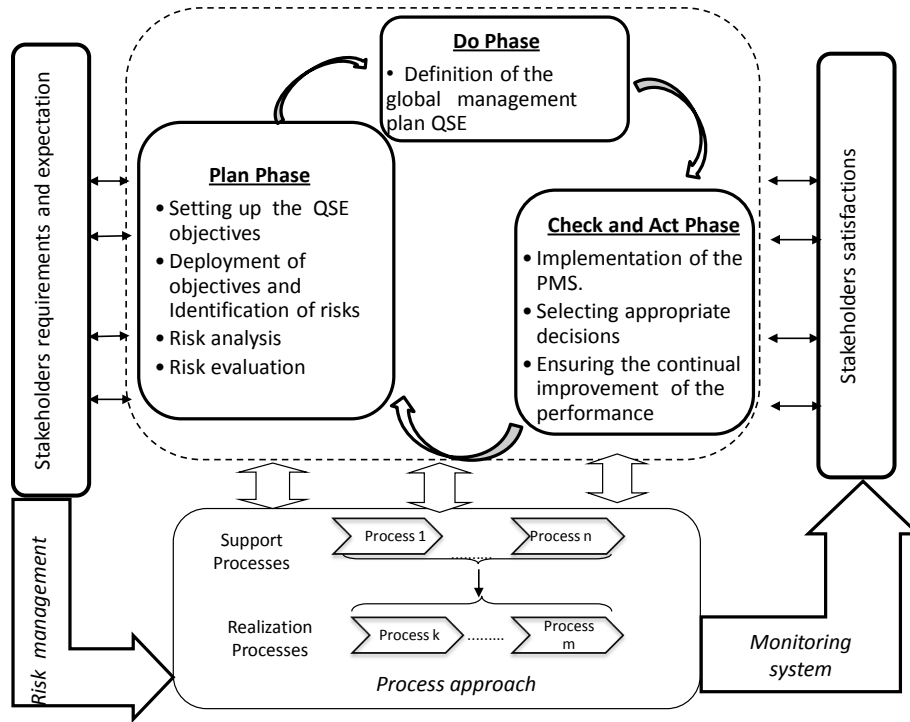 Stakeholders requirements and expectation
Do Phase
• Definition of the
global management
plan QSE
Plan Phase
• Setting up the QSE
objectives
• Deployment of
objectives and
Identification of risks
• Risk analysis
• Risk evaluation
Check and Act Phase
• Implementation of the
PMS.
• Selecting appropriate
decisions
• Ensuring the continual
improvement of the
performance
Stakeholders satisfactions
Risk management
Support
Processes
Process 1
.........
Process n
Realization
Processes
Process k
.........
Process
m
Process approach
Monitoring
system